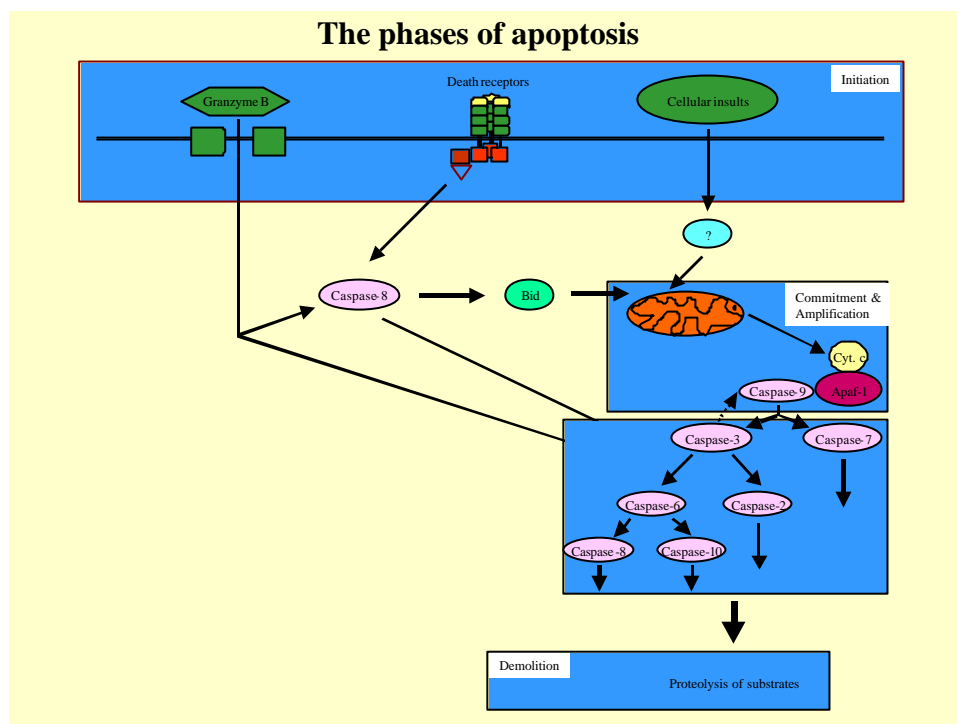 The phases of apoptosis
Initiation
Death receptors
Granzyme B
Cellular insults
?
Caspase-8
Bid
Commitment &
Amplification
Cyt. c
Caspase-9
Apaf-1
Caspase-3
Caspase-7
Caspase-6
Caspase-2
Caspase-8
Caspase-10
Demolition
Proteolysis of substrates